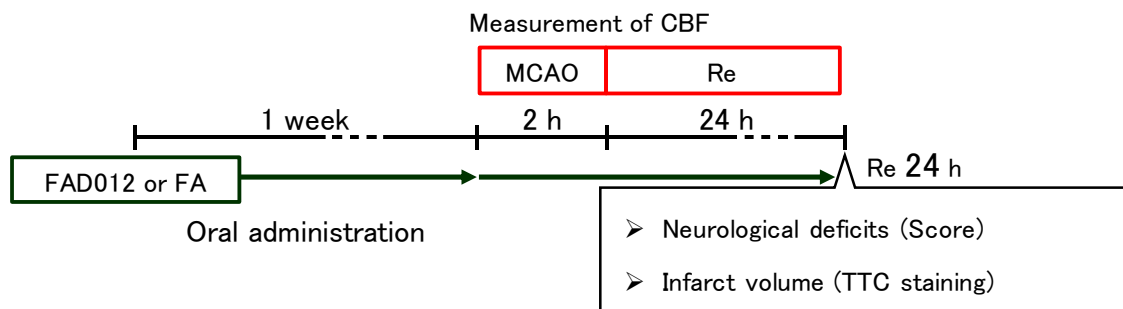 Measurement of CBF
MCAO Re
1 week 2 h 24 h
FAD012 or FA
Re 24 h
Oral administration
➢ Neurological deficits (Score)
➢ Infarct volume (TTC staining)